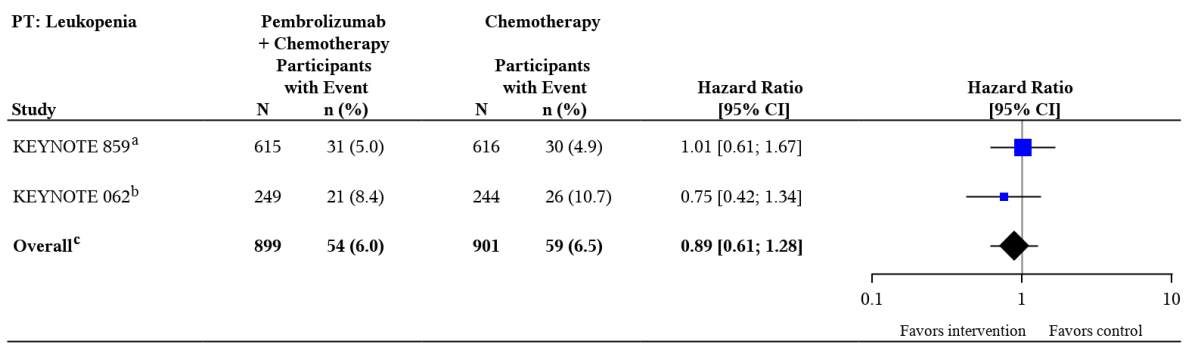 PT: Leukopenia Pembrolizumab Chemotherapy
+ Chemotherapy
Participants Participants
with Event with Event Hazard Ratio Hazard Ratio
Study N n (%) N n (%) [95% CI] [95% CI]
KEYNOTE 859a 615 31 (5.0) 616 30 (4.9) 1.01 [0.61; 1.67]
KEYNOTE 062b 249 21 (8.4) 244 26 (10.7) 0.75 [0.42; 1.34]
Overallc 899 54 (6.0) 901 59 (6.5) 0.89 [0.61; 1.28]
0.1 1 10
Favors intervention Favors control